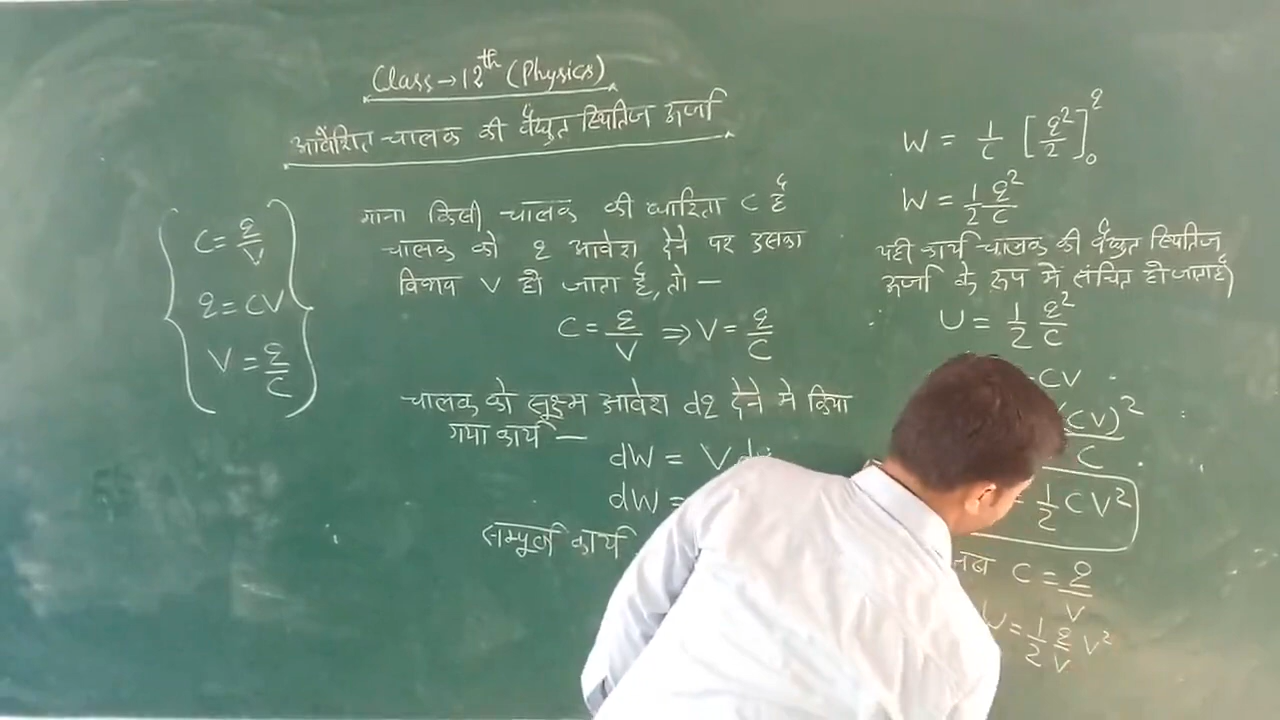 Class→12th (Physics)
आवेशित चालक की वैद्युत स्थितिज ऊर्जा
C = q/V
q = CV
V = q/C
माना किसी चालक की धारिता C है
चालक को q आवेश देने पर उसका
विभव V हो जाता है, तो —
C = q/V ⇒ V = q/C
चालक को सूक्ष्म आवेश dq देने मे किया
गया कार्य —
dW = V dq
dW =
सम्पूर्ण कार्य
W = 1/C [q²/2]₀^q
W = 1/2 q²/C
यही कार्य चालक की वैद्युत स्थितिज
ऊर्जा के रूप में संचित हो जाता है)
U = 1/2 q²/C
CV
(CV)²/C
= 1/2 CV²
जब C = q/V
U = 1/2 q/V V²